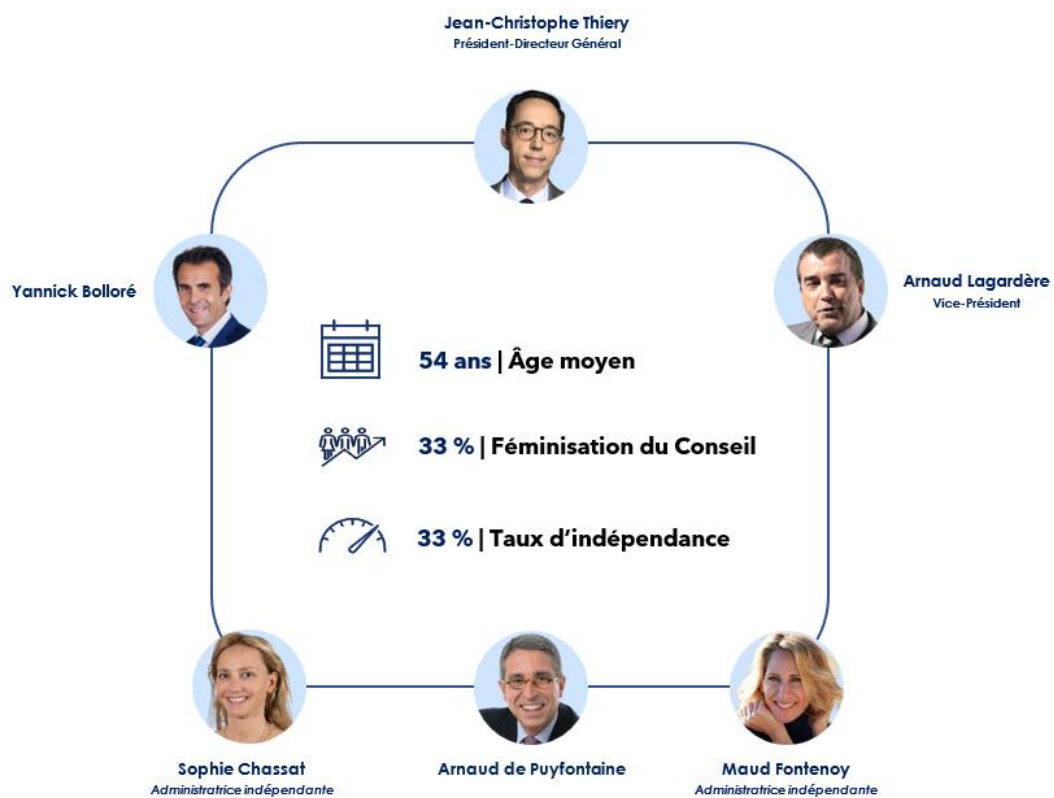 Jean-Christophe Thiery
Président-Directeur Général
Yannick Bolloré
Arnaud Lagardère
Vice-Président
54 ans | Âge moyen
33 % | Féminisation du Conseil
33 % | Taux d’indépendance
Sophie Chassat
Administratrice indépendante
Arnaud de Puyfontaine
Maud Fontenoy
Administratrice indépendante